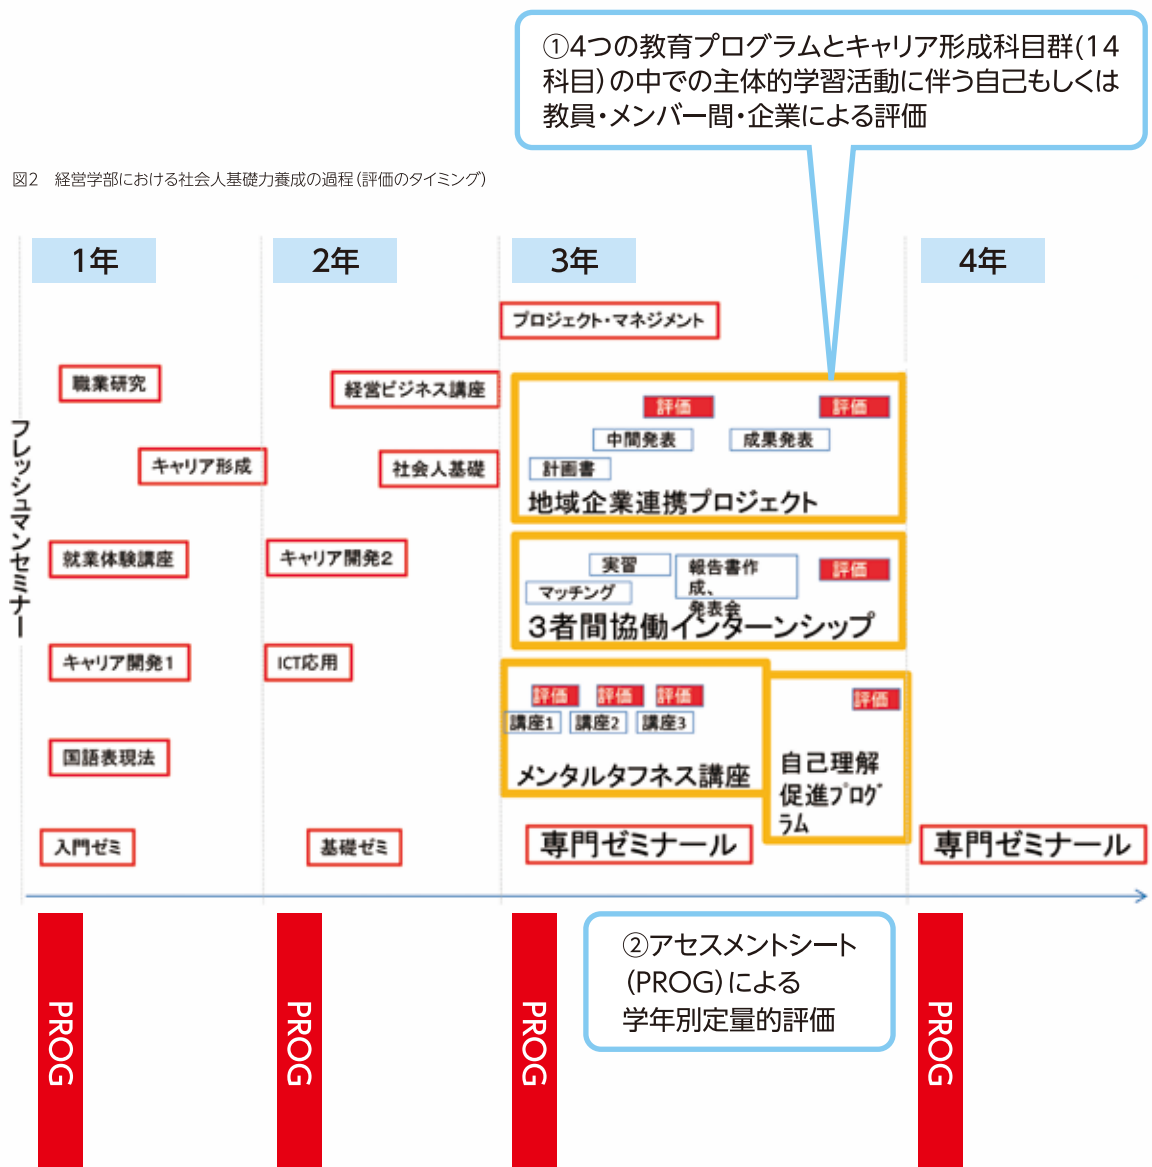 ①4つの教育プログラムとキャリア形成科目群(14
科目)の中での主体的学習活動に伴う自己もしくは
教員・メンバー間・企業による評価
図2　経営学部における社会人基礎力養成の過程(評価のタイミング)
1年
2年
3年
4年
フレッシュマンセミナー
プロジェクト・マネジメント
職業研究
経営ビジネス講座
キャリア形成
社会人基礎
評価
評価
中間発表
成果発表
計画書
地域企業連携プロジェクト
就業体験講座
キャリア開発2
実習
マッチング
報告書作
成、
発表会
評価
3者間協働インターンシップ
キャリア開発1
ICT応用
評価
評価
評価
講座1
講座2
講座3
メンタルタフネス講座
評価
自己理解
促進プログ
ラム
国語表現法
入門ゼミ
基礎ゼミ
専門ゼミナール
専門ゼミナール
PROG
PROG
PROG
②アセスメントシート
(PROG)による
学年別定量的評価
PROG